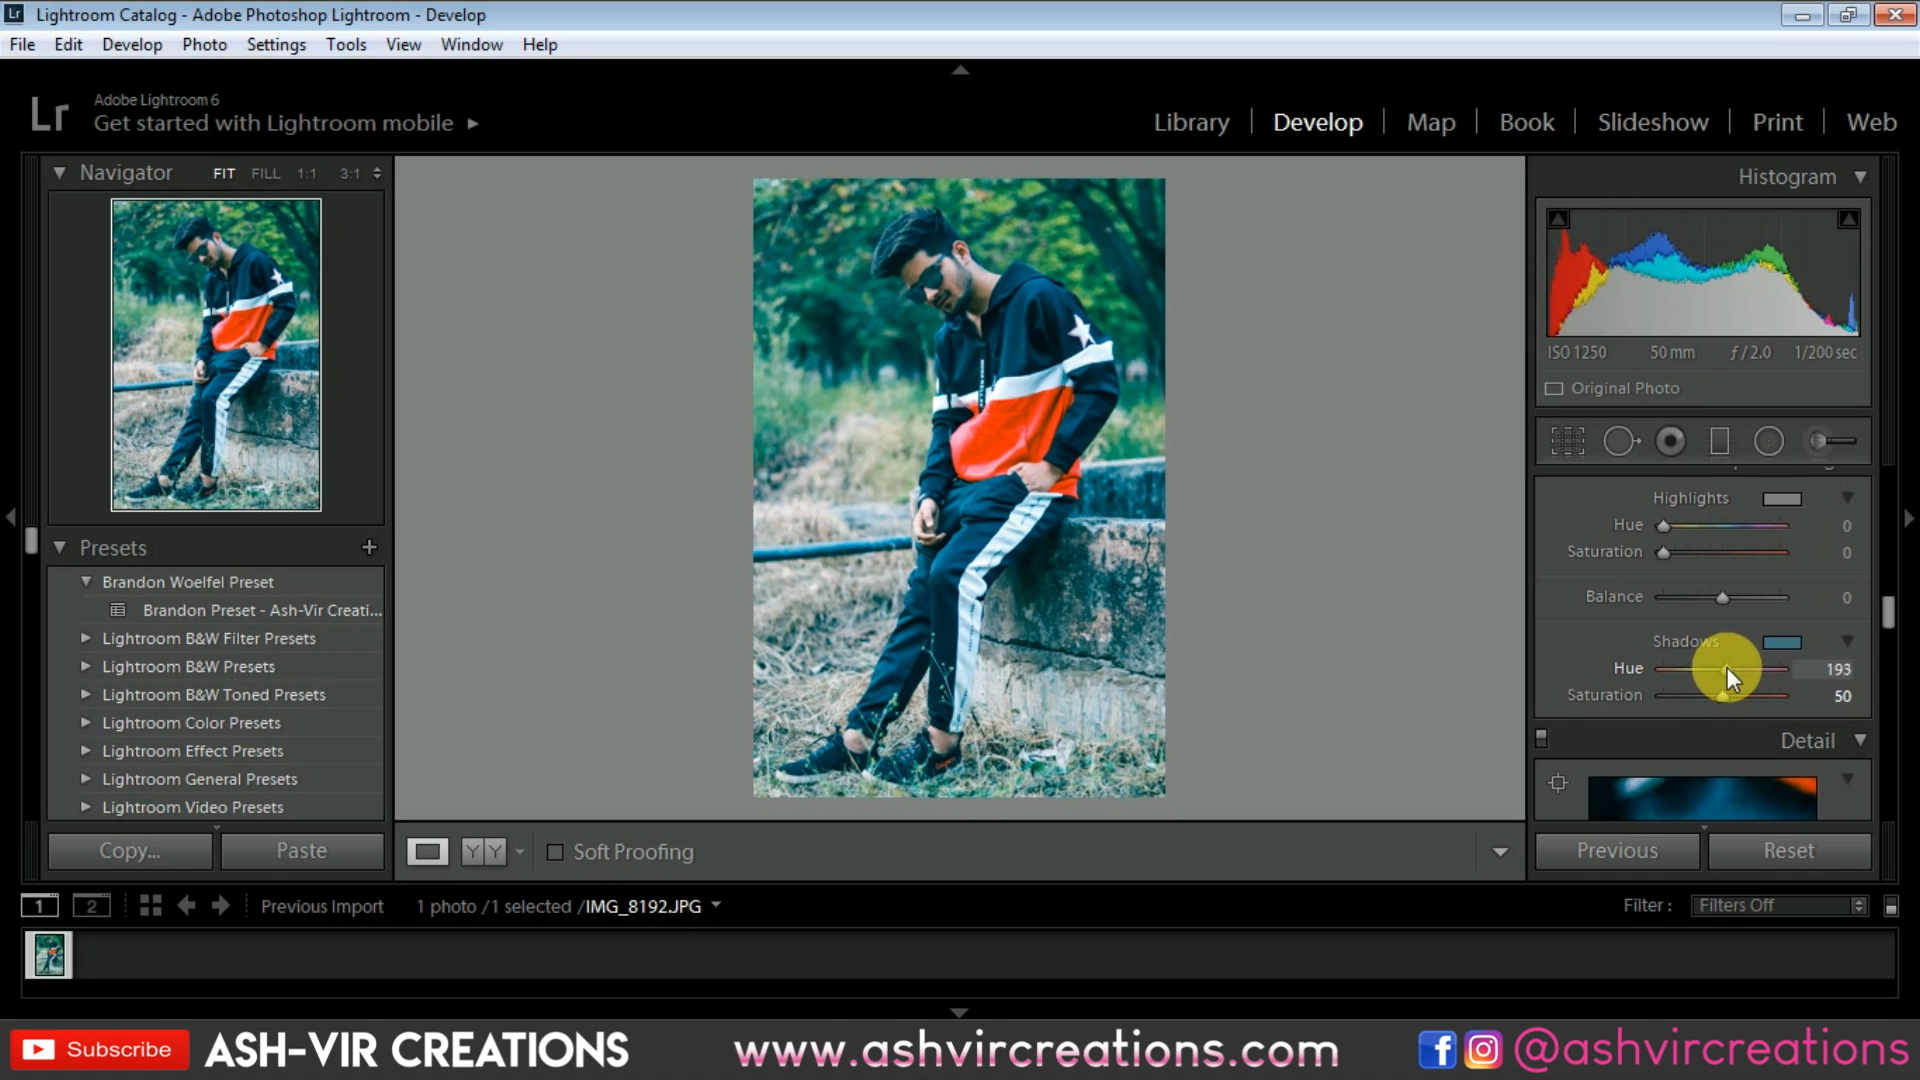 Lr Lightroom Catalog - Adobe Photoshop Lightroom - Develop
File Edit Develop Photo Settings Tools View Window Help
Lr
Adobe Lightroom 6
Get started with Lightroom mobile
Library Develop Map Book Slideshow Print Web
Navigator FIT FILL 1:1 3:1
Presets
Brandon Woelfel Preset
Brandon Preset - Ash-Vir Creati...
Lightroom B&W Filter Presets
Lightroom B&W Presets
Lightroom B&W Toned Presets
Lightroom Color Presets
Lightroom Effect Presets
Lightroom General Presets
Lightroom Video Presets
Copy... Paste
Y Y
Soft Proofing
Histogram
ISO 1250 50 mm ƒ / 2.0 1/200 sec
Original Photo
Highlights
Hue 0
Saturation 0
Balance 0
Shadows
Hue 193
Saturation 50
Detail
Previous Reset
1 2 Previous Import 1 photo /1 selected /IMG_8192.JPG
Filter : Filters Off
Subscribe ASH-VIR CREATIONS www.ashvircreations.com @ashvircreations